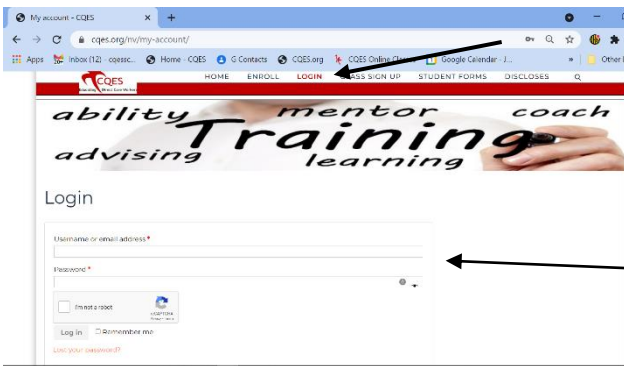 My account - CQES
cqes.org/nv/my-account/
Apps Inbox (12) - cqessc... Home - CQES G Contacts CQES.org CQES Online Classes Google Calendar - J... » Other
CQES
HOME ENROLL LOGIN CLASS SIGN UP STUDENT FORMS DISCLOSES
ability mentor coach
Training
advising learning
Login
Username or email address *
Password *
I'm not a robot
Log in Remember me
Lost your password?